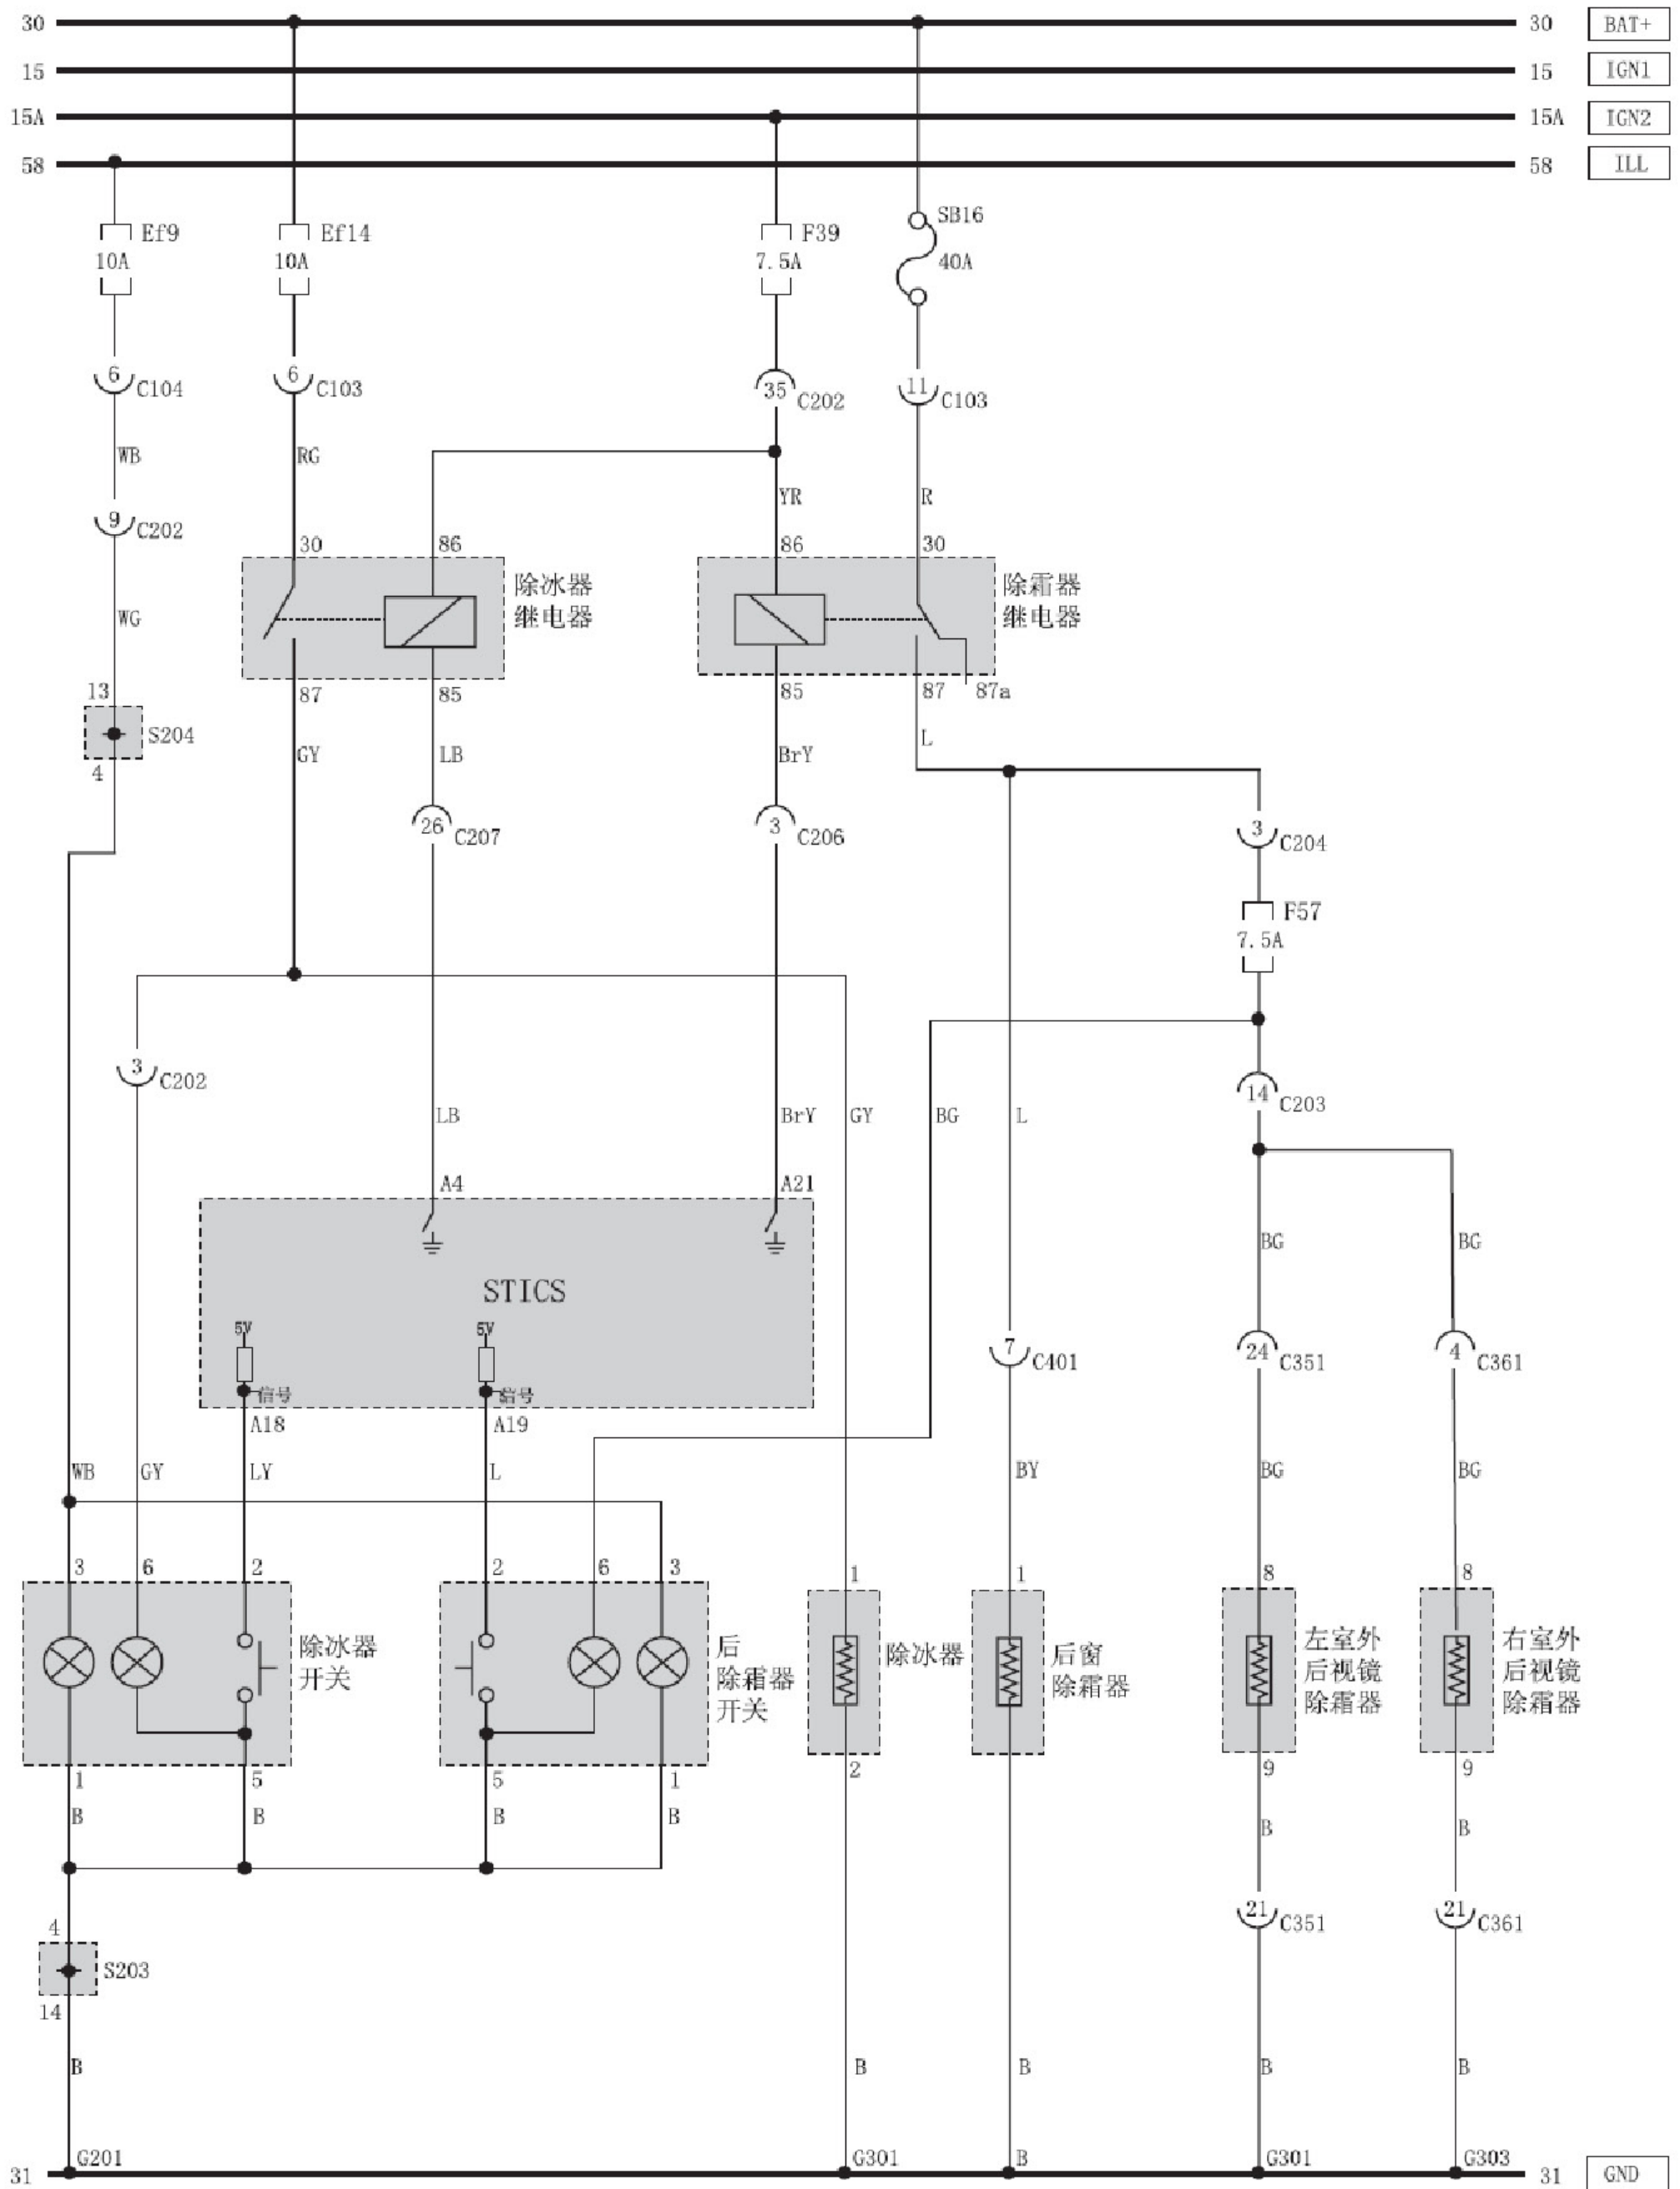 30 30 BAT+
15 15 IGN1
15A 15A IGN2
58 58 ILL
SB16
Ef9 Ef14 F39
10A 10A 7.5A 40A
6 C104 6 C103 35 C202 11 C103
WB RG
YR R
9 C202
30 86 86 30
除冰器 除霜器
继电器 继电器
WG
13 87 85 85 87 87a
S204
L
4
GY LB BrY
26 C207 3 C206 3 C204
F57
7.5A
3 C202
14 C203
LB BrY GY BG L
A4 A21
BG BG
STICS
5V 5V
7 C401 24 C351 4 C361
信号 信号
A18 A19
WB GY LY L BY BG BG
3 6 2 2 6 3 1 1 8 8
除冰器
开关
后
除霜器
开关
除冰器
后窗
除霜器
左室外
后视镜
除霜器
右室外
后视镜
除霜器
1 5 5 1 2 9 9
B B B B B B
4 21 C351 21 C361
S203
14
B B B B B
G201 G301 B G301 G303
31 31 GND